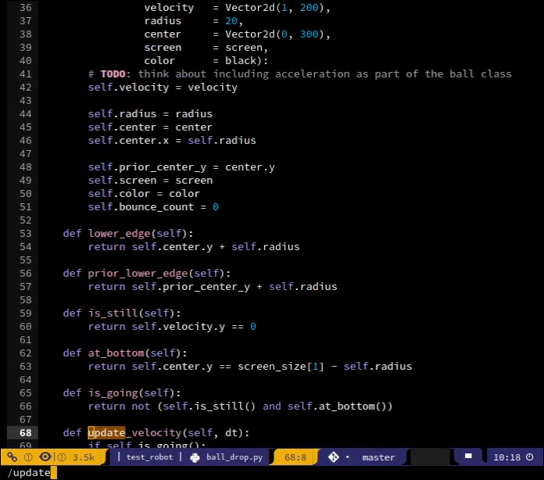 36 velocity = Vector2d(1, 200),
37 radius = 20,
38 center = Vector2d(0, 300),
39 screen = screen,
40 color = black):
41 # TODO: think about including acceleration as part of the ball class
42 self.velocity = velocity
43
44 self.radius = radius
45 self.center = center
46 self.center.x = self.radius
47
48 self.prior_center_y = center.y
49 self.screen = screen
50 self.color = color
51 self.bounce_count = 0
52
53 def lower_edge(self):
54 return self.center.y + self.radius
55
56 def prior_lower_edge(self):
57 return self.prior_center_y + self.radius
58
59 def is_still(self):
60 return self.velocity.y == 0
61
62 def at_bottom(self):
63 return self.center.y == screen_size[1] - self.radius
64
65 def is_going(self):
66 return not (self.is_still() and self.at_bottom())
67
68 def update_velocity(self, dt):
69 if self.is_going():
3.5k | test_robot ball_drop.py 68:8 master 10:18
/update